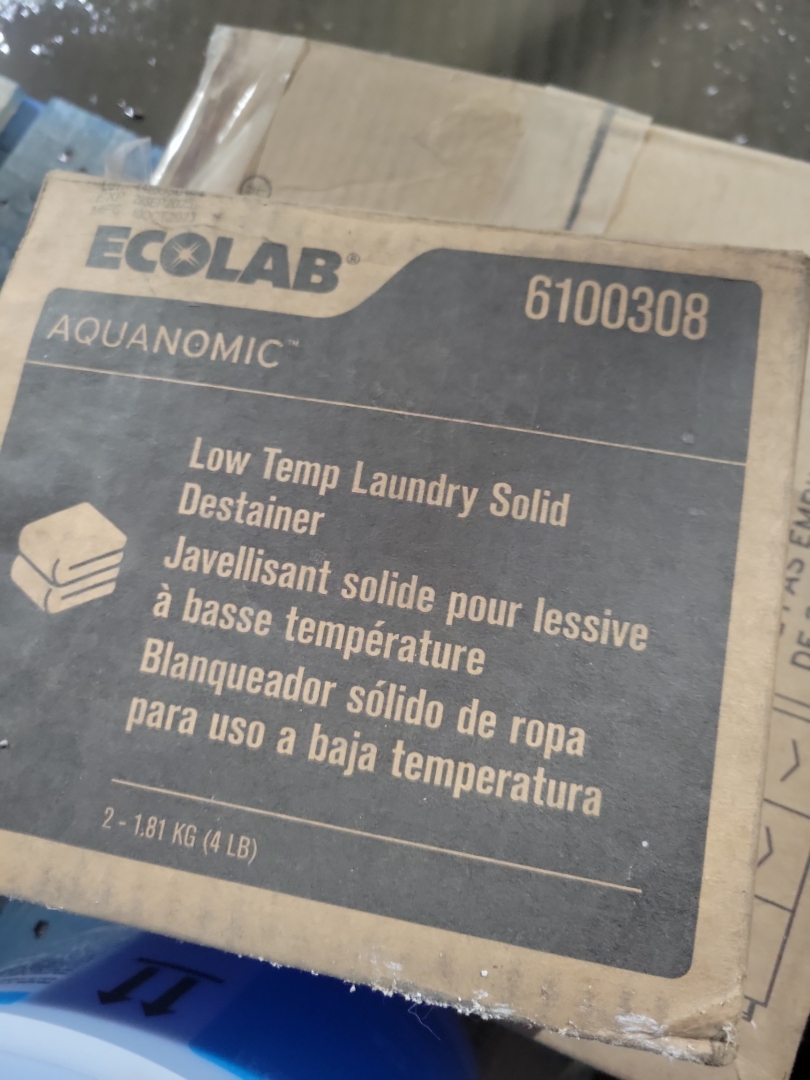 ECOLAB®
6100308
AQUANOMIC™
Low Temp Laundry Solid
Destainer
Javellisant solide pour lessive
à basse température
Blanqueador sólido de ropa
para uso a baja temperatura
2 - 1.81 KG (4 LB)